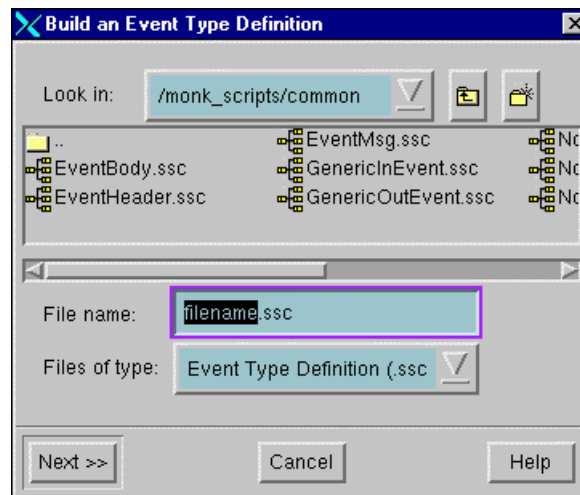 Build an Event Type Definition
Look in: /monk_scripts/common
.. EventMsg.ssc
EventBody.ssc GenericInEvent.ssc
EventHeader.ssc GenericOutEvent.ssc
File name: filename.ssc
Files of type: Event Type Definition (.ssc
Next >> Cancel Help